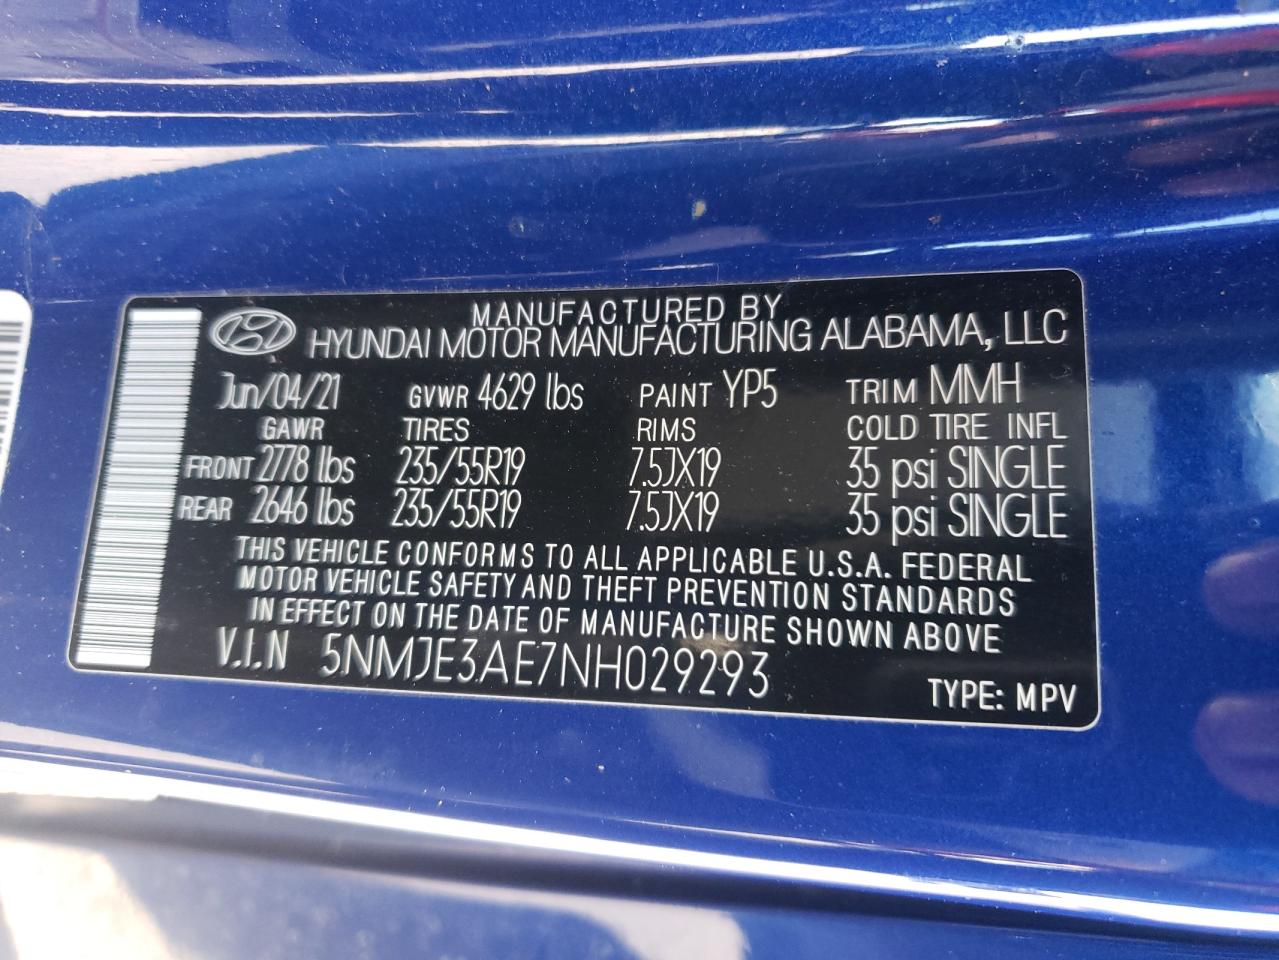 MANUFACTURED BY
HYUNDAI MOTOR MANUFACTURING ALABAMA, LLC
Jun/04/21 GVWR 4629 lbs PAINT YP5 TRIM MMH
GAWR TIRES RIMS COLD TIRE INFL
FRONT 2778 lbs 235/55R19 7.5JX19 35 psi SINGLE
REAR 2646 lbs 235/55R19 7.5JX19 35 psi SINGLE
THIS VEHICLE CONFORMS TO ALL APPLICABLE U.S.A. FEDERAL
MOTOR VEHICLE SAFETY AND THEFT PREVENTION STANDARDS
IN EFFECT ON THE DATE OF MANUFACTURE SHOWN ABOVE
V.I.N 5NMJE3AE7NH029293
TYPE: MPV